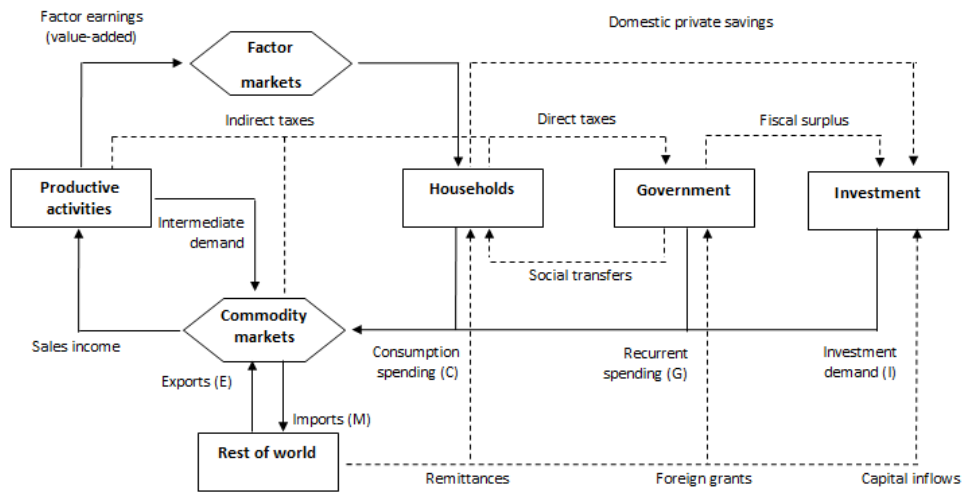 Factor earnings
(value-added)
Domestic private savings
Factor
markets
Indirect taxes
Direct taxes
Fiscal surplus
Productive
activities
Households
Government
Investment
Intermediate
demand
Social transfers
Commodity
markets
Sales income
Consumption
spending (C)
Recurrent
spending (G)
Investment
demand (I)
Exports (E)
Imports (M)
Rest of world
Remittances
Foreign grants
Capital inflows